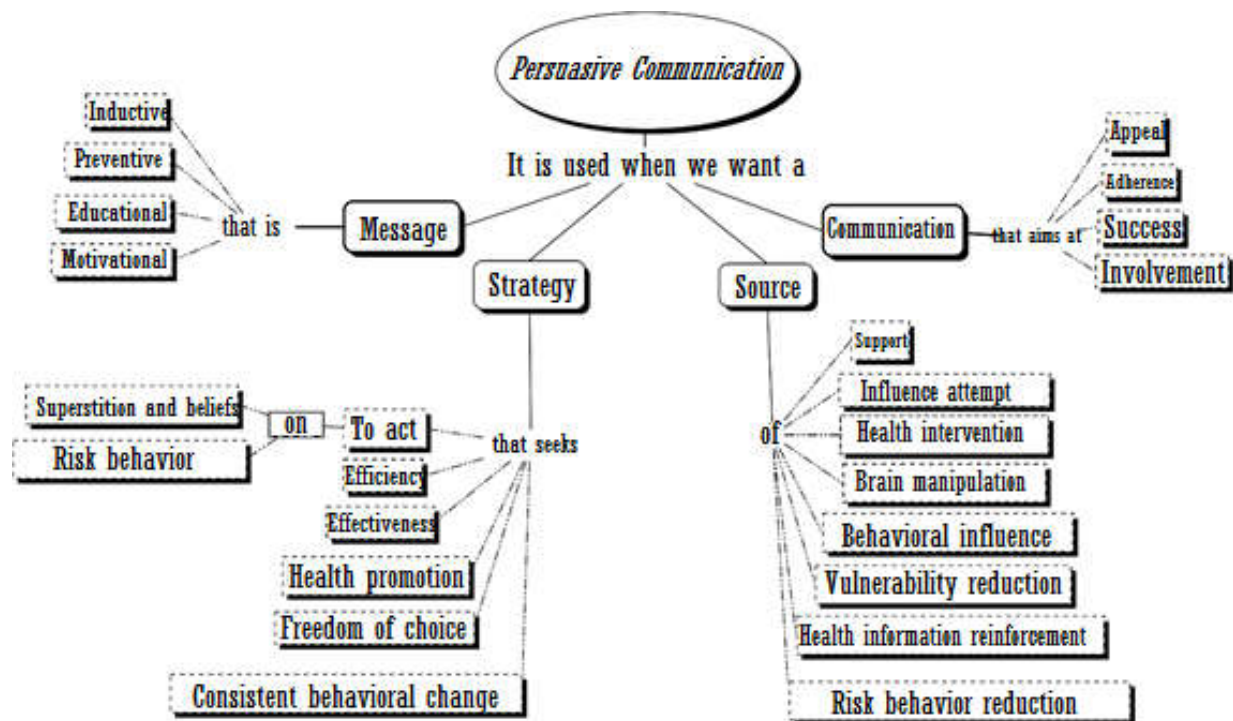 Persuasive Communication
It is used when we want a
Message
that is
Inductive
Preventive
Educational
Motivational
Strategy
that seeks
To act
on
Superstition and beliefs
Risk behavior
Efficiency
Effectiveness
Health promotion
Freedom of choice
Consistent behavioral change
Source
of
Support
Influence attempt
Health intervention
Brain manipulation
Behavioral influence
Vulnerability reduction
Health information reinforcement
Risk behavior reduction
Communication
that aims at
Appeal
Adherence
Success
Involvement